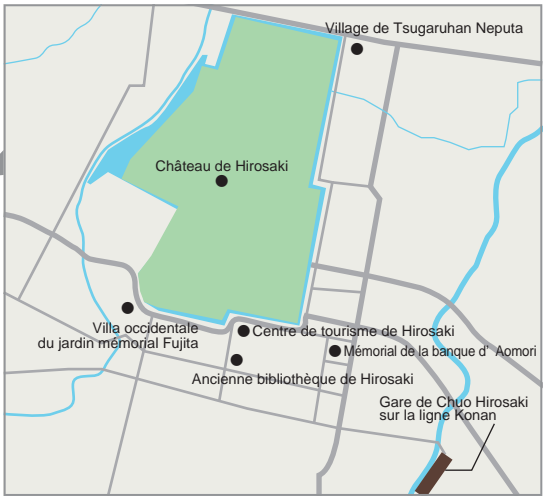 Village de Tsugaruhan Neputa
Château de Hirosaki
Villa occidentale
du jardin mémorial Fujita
Centre de tourisme de Hirosaki
Mémorial de la banque d’ Aomori
Ancienne bibliothèque de Hirosaki
Gare de Chuo Hirosaki
sur la ligne Konan